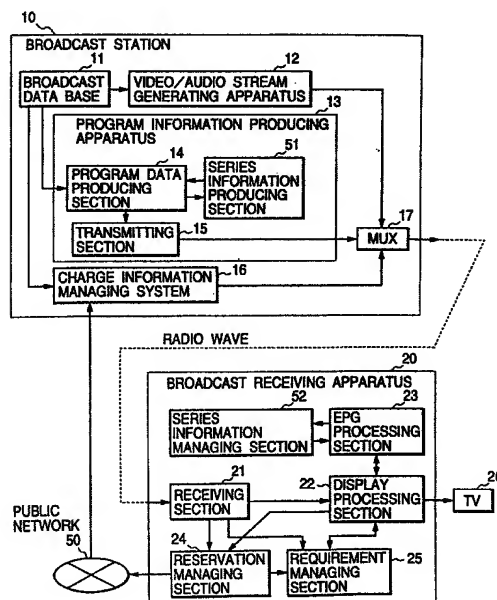 10
BROADCAST STATION
11
12
BROADCAST
DATA BASE
VIDEO/AUDIO STREAM
GENERATING APPARATUS
13
PROGRAM INFORMATION PRODUCING
APPARATUS
14
51
PROGRAM DATA
PRODUCING
SECTION
SERIES
INFORMATION
PRODUCING
SECTION
15
TRANSMITTING
SECTION
17
MUX
16
CHARGE INFORMATION
MANAGING SYSTEM
RADIO WAVE
20
BROADCAST RECEIVING APPARATUS
52
23
SERIES
INFORMATION
MANAGING SECTION
EPG
PROCESSING
SECTION
21
22
RECEIVING
SECTION
DISPLAY
PROCESSING
SECTION
26
TV
PUBLIC
NETWORK
50
24
RESERVATION
MANAGING
SECTION
REQUIREMENT
MANAGING SECTION
25